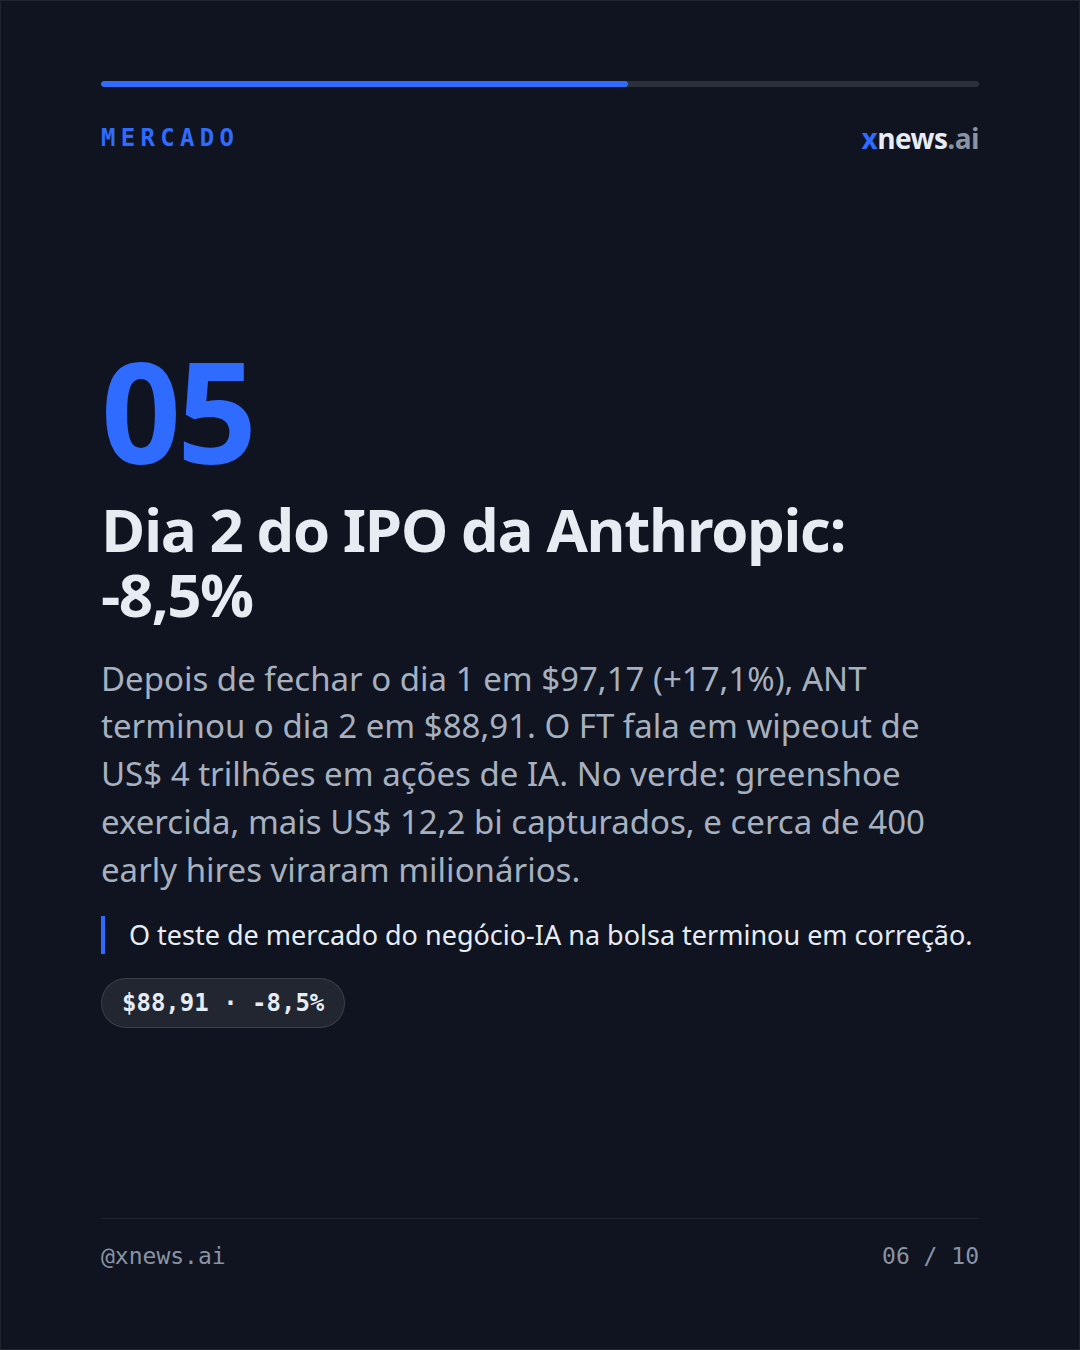 MERCADO
xnews.ai
05
Dia 2 do IPO da Anthropic:
-8,5%
Depois de fechar o dia 1 em $97,17 (+17,1%), ANT
terminou o dia 2 em $88,91. O FT fala em wipeout de
US$ 4 trilhões em ações de IA. No verde: greenshoe
exercida, mais US$ 12,2 bi capturados, e cerca de 400
early hires viraram milionários.
O teste de mercado do negócio-IA na bolsa terminou em correção.
$88,91 · -8,5%
@xnews.ai
06 / 10